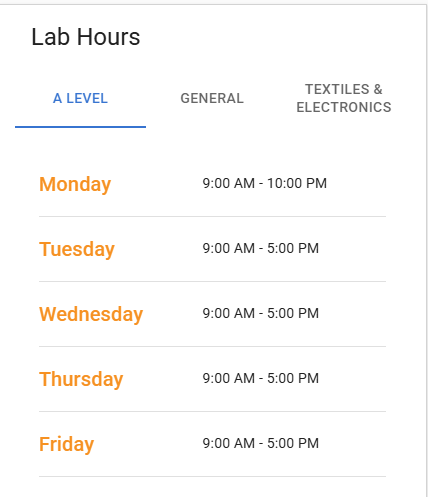 Lab Hours
A LEVEL
GENERAL
TEXTILES &
ELECTRONICS
Monday 9:00 AM - 10:00 PM
Tuesday 9:00 AM - 5:00 PM
Wednesday 9:00 AM - 5:00 PM
Thursday 9:00 AM - 5:00 PM
Friday 9:00 AM - 5:00 PM